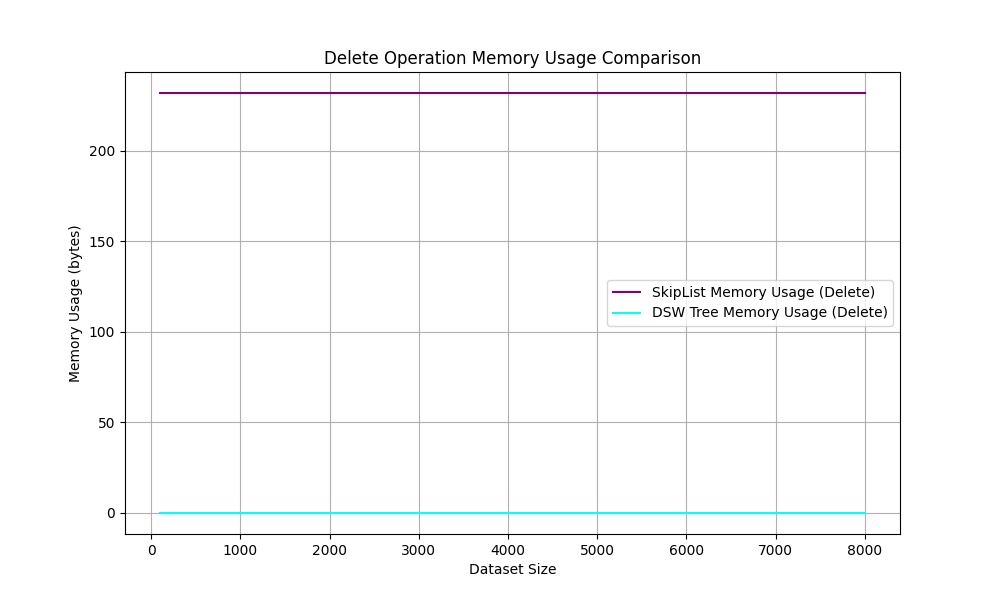 Delete Operation Memory Usage Comparison
Memory Usage (bytes)
200
150
100
50
0
SkipList Memory Usage (Delete)
DSW Tree Memory Usage (Delete)
0 1000 2000 3000 4000 5000 6000 7000 8000
Dataset Size